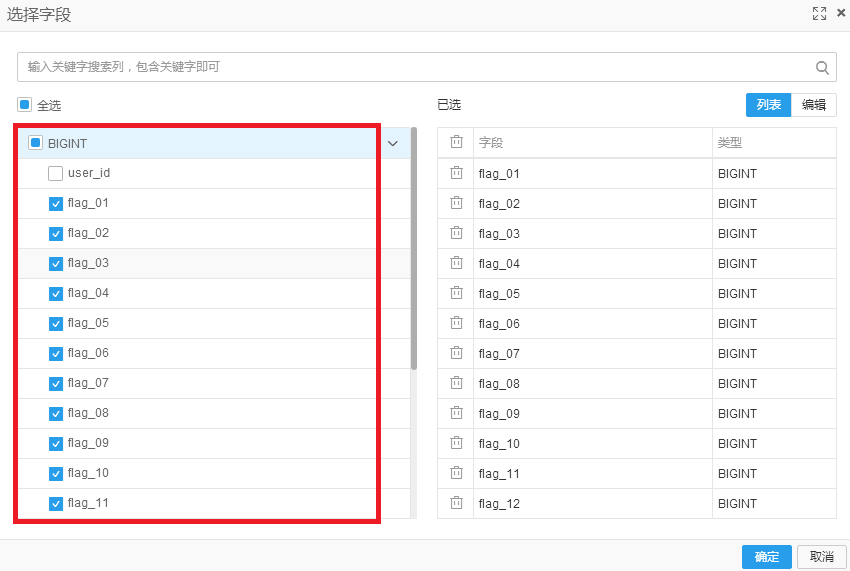 选择字段
输入关键字搜索列，包含关键字即可
全选
BIGINT
user_id
flag_01
flag_02
flag_03
flag_04
flag_05
flag_06
flag_07
flag_08
flag_09
flag_10
flag_11
已选 列表 编辑
字段 类型
flag_01 BIGINT
flag_02 BIGINT
flag_03 BIGINT
flag_04 BIGINT
flag_05 BIGINT
flag_06 BIGINT
flag_07 BIGINT
flag_08 BIGINT
flag_09 BIGINT
flag_10 BIGINT
flag_11 BIGINT
flag_12 BIGINT
确定 取消